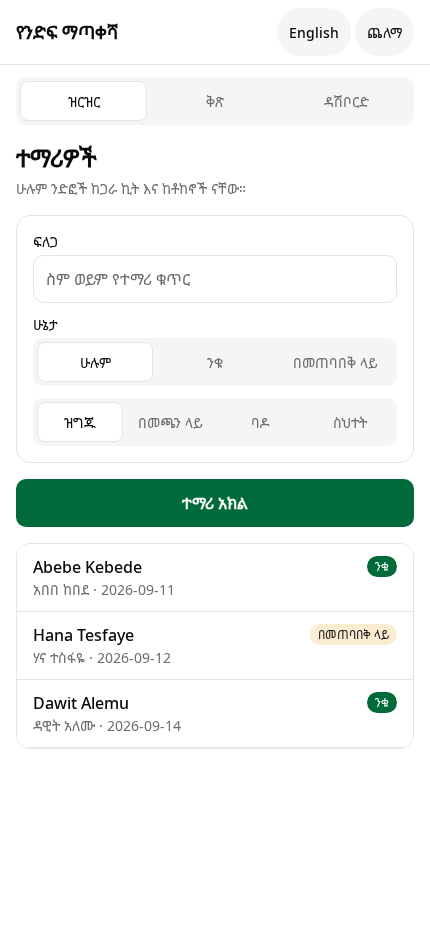 የንድፍ ማጣቀሻ
English
ጨለማ
ዝርዝር
ቅጽ
ዳሽቦርድ
ተማሪዎች
ሁሉም ንድፎች ከጋራ ኪት እና ከቶከኖች ናቸው።
ፍለጋ
ስም ወይም የተማሪ ቁጥር
ሁኔታ
ሁሉም
ንቁ
በመጠባበቅ ላይ
ዝግጁ
በመጫን ላይ
ባዶ
ስህተት
ተማሪ አክል
Abebe Kebede
ንቁ
አበበ ከበደ · 2026-09-11
Hana Tesfaye
በመጠባበቅ ላይ
ሃና ተስፋዬ · 2026-09-12
Dawit Alemu
ንቁ
ዳዊት አለሙ · 2026-09-14